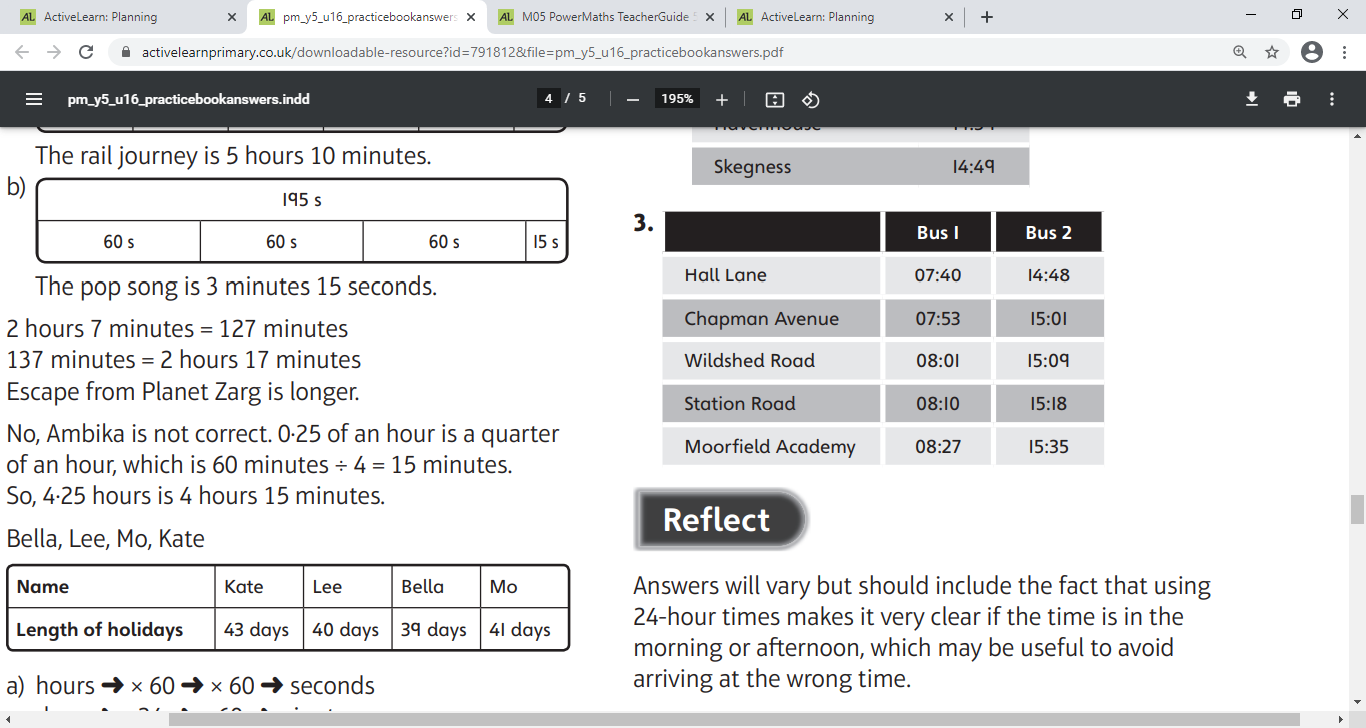 ActiveLearn: Planning
pm_y5_u16_practicebookanswers
M05 PowerMaths TeacherGuide
ActiveLearn: Planning
activelearnprimary.co.uk/downloadable-resource?id=791812&file=pm_y5_u16_practicebookanswers.pdf
pm_y5_u16_practicebookanswers.indd
4 / 5
195%
The rail journey is 5 hours 10 minutes.
b)
195 s
60 s 60 s 60 s 15 s
The pop song is 3 minutes 15 seconds.
2 hours 7 minutes = 127 minutes
137 minutes = 2 hours 17 minutes
Escape from Planet Zarg is longer.
No, Ambika is not correct. 0·25 of an hour is a quarter
of an hour, which is 60 minutes ÷ 4 = 15 minutes.
So, 4·25 hours is 4 hours 15 minutes.
Bella, Lee, Mo, Kate
Name Kate Lee Bella Mo
Length of holidays 43 days 40 days 39 days 41 days
a) hours ➔ × 60 ➔ × 60 ➔ seconds
Skegness 14:49
3.
Bus 1 Bus 2
Hall Lane 07:40 14:48
Chapman Avenue 07:53 15:01
Wildshed Road 08:01 15:09
Station Road 08:10 15:18
Moorfield Academy 08:27 15:35
Reflect
Answers will vary but should include the fact that using
24-hour times makes it very clear if the time is in the
morning or afternoon, which may be useful to avoid
arriving at the wrong time.